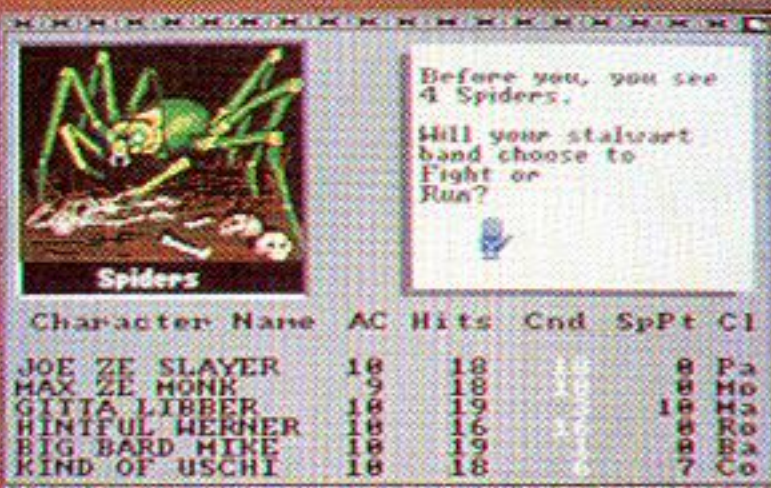 Before you, you see
4 Spiders.
Will your stalwart
band choose to
Fight or
Run?
Spiders
Character Name AC Hits Cnd SpPt Cl
JOE ZE SLAYER 10 18 0 Pa
MAX ZE MONK 9 18 0 Mo
GITTA LIBBER 10 19 10 Ma
HINTFUL WERNER 10 16 0 Ro
BIG BARD MIKE 10 19 0 Ba
KIND OF USCHI 10 18 7 Co